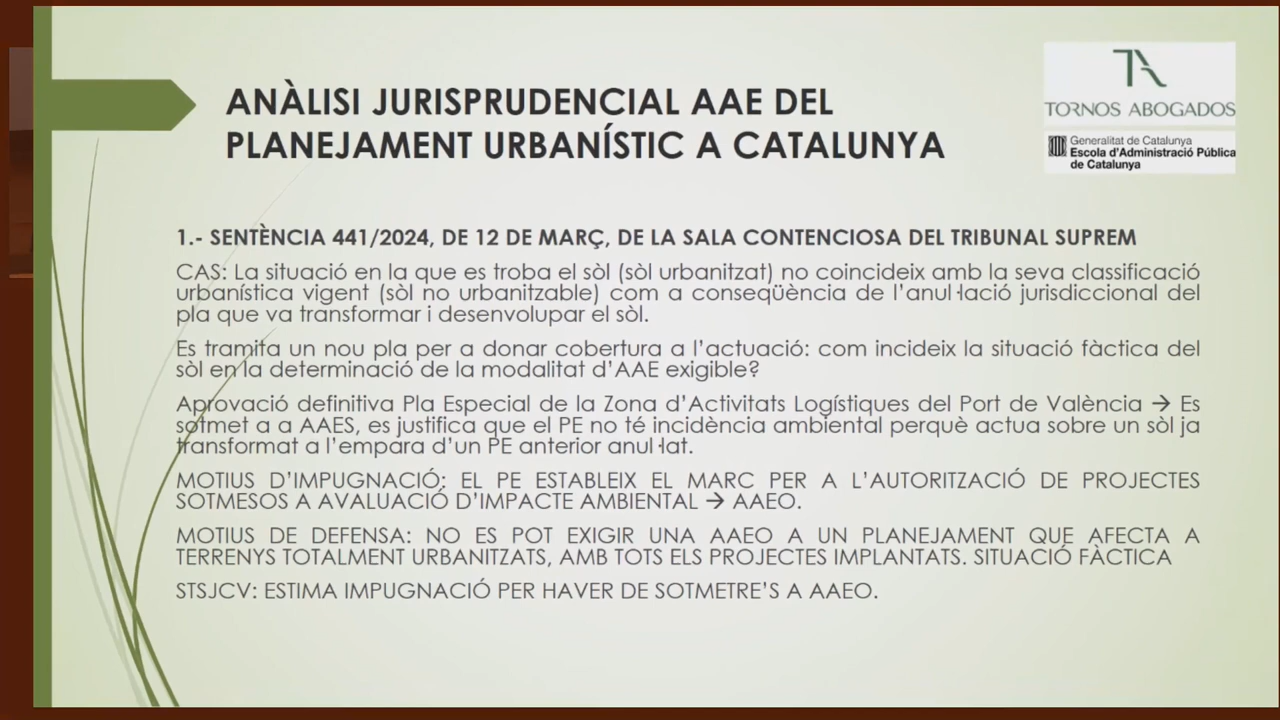 ANÀLISI JURISPRUDENCIAL AAE DEL
PLANEJAMENT URBANÍSTIC A CATALUNYA
TORNOS ABOGADOS
Generalitat de Catalunya
Escola d'Administració Pública
de Catalunya
1.- SENTÈNCIA 441/2024, DE 12 DE MARÇ, DE LA SALA CONTENCIOSA DEL TRIBUNAL SUPREM
CAS: La situació en la que es troba el sòl (sòl urbanitzat) no coincideix amb la seva classificació
urbanística vigent (sòl no urbanitzable) com a conseqüència de l'anul·lació jurisdiccional del
pla que va transformar i desenvolupar el sòl.
Es tramita un nou pla per a donar cobertura a l'actuació: com incideix la situació fàctica del
sòl en la determinació de la modalitat d'AAE exigible?
Aprovació definitiva Pla Especial de la Zona d'Activitats Logístiques del Port de València → Es
sotmet a a AAES, es justifica que el PE no té incidència ambiental perquè actua sobre un sòl ja
transformat a l'empara d'un PE anterior anul·lat.
MOTIUS D'IMPUGNACIÓ: EL PE ESTABLEIX EL MARC PER A L'AUTORITZACIÓ DE PROJECTES
SOTMESOS A AVALUACIÓ D'IMPACTE AMBIENTAL → AAEO.
MOTIUS DE DEFENSA: NO ES POT EXIGIR UNA AAEO A UN PLANEJAMENT QUE AFECTA A
TERRENYS TOTALMENT URBANITZATS, AMB TOTS ELS PROJECTES IMPLANTATS. SITUACIÓ FÀCTICA
STSJCV: ESTIMA IMPUGNACIÓ PER HAVER DE SOTMETRE'S A AAEO.